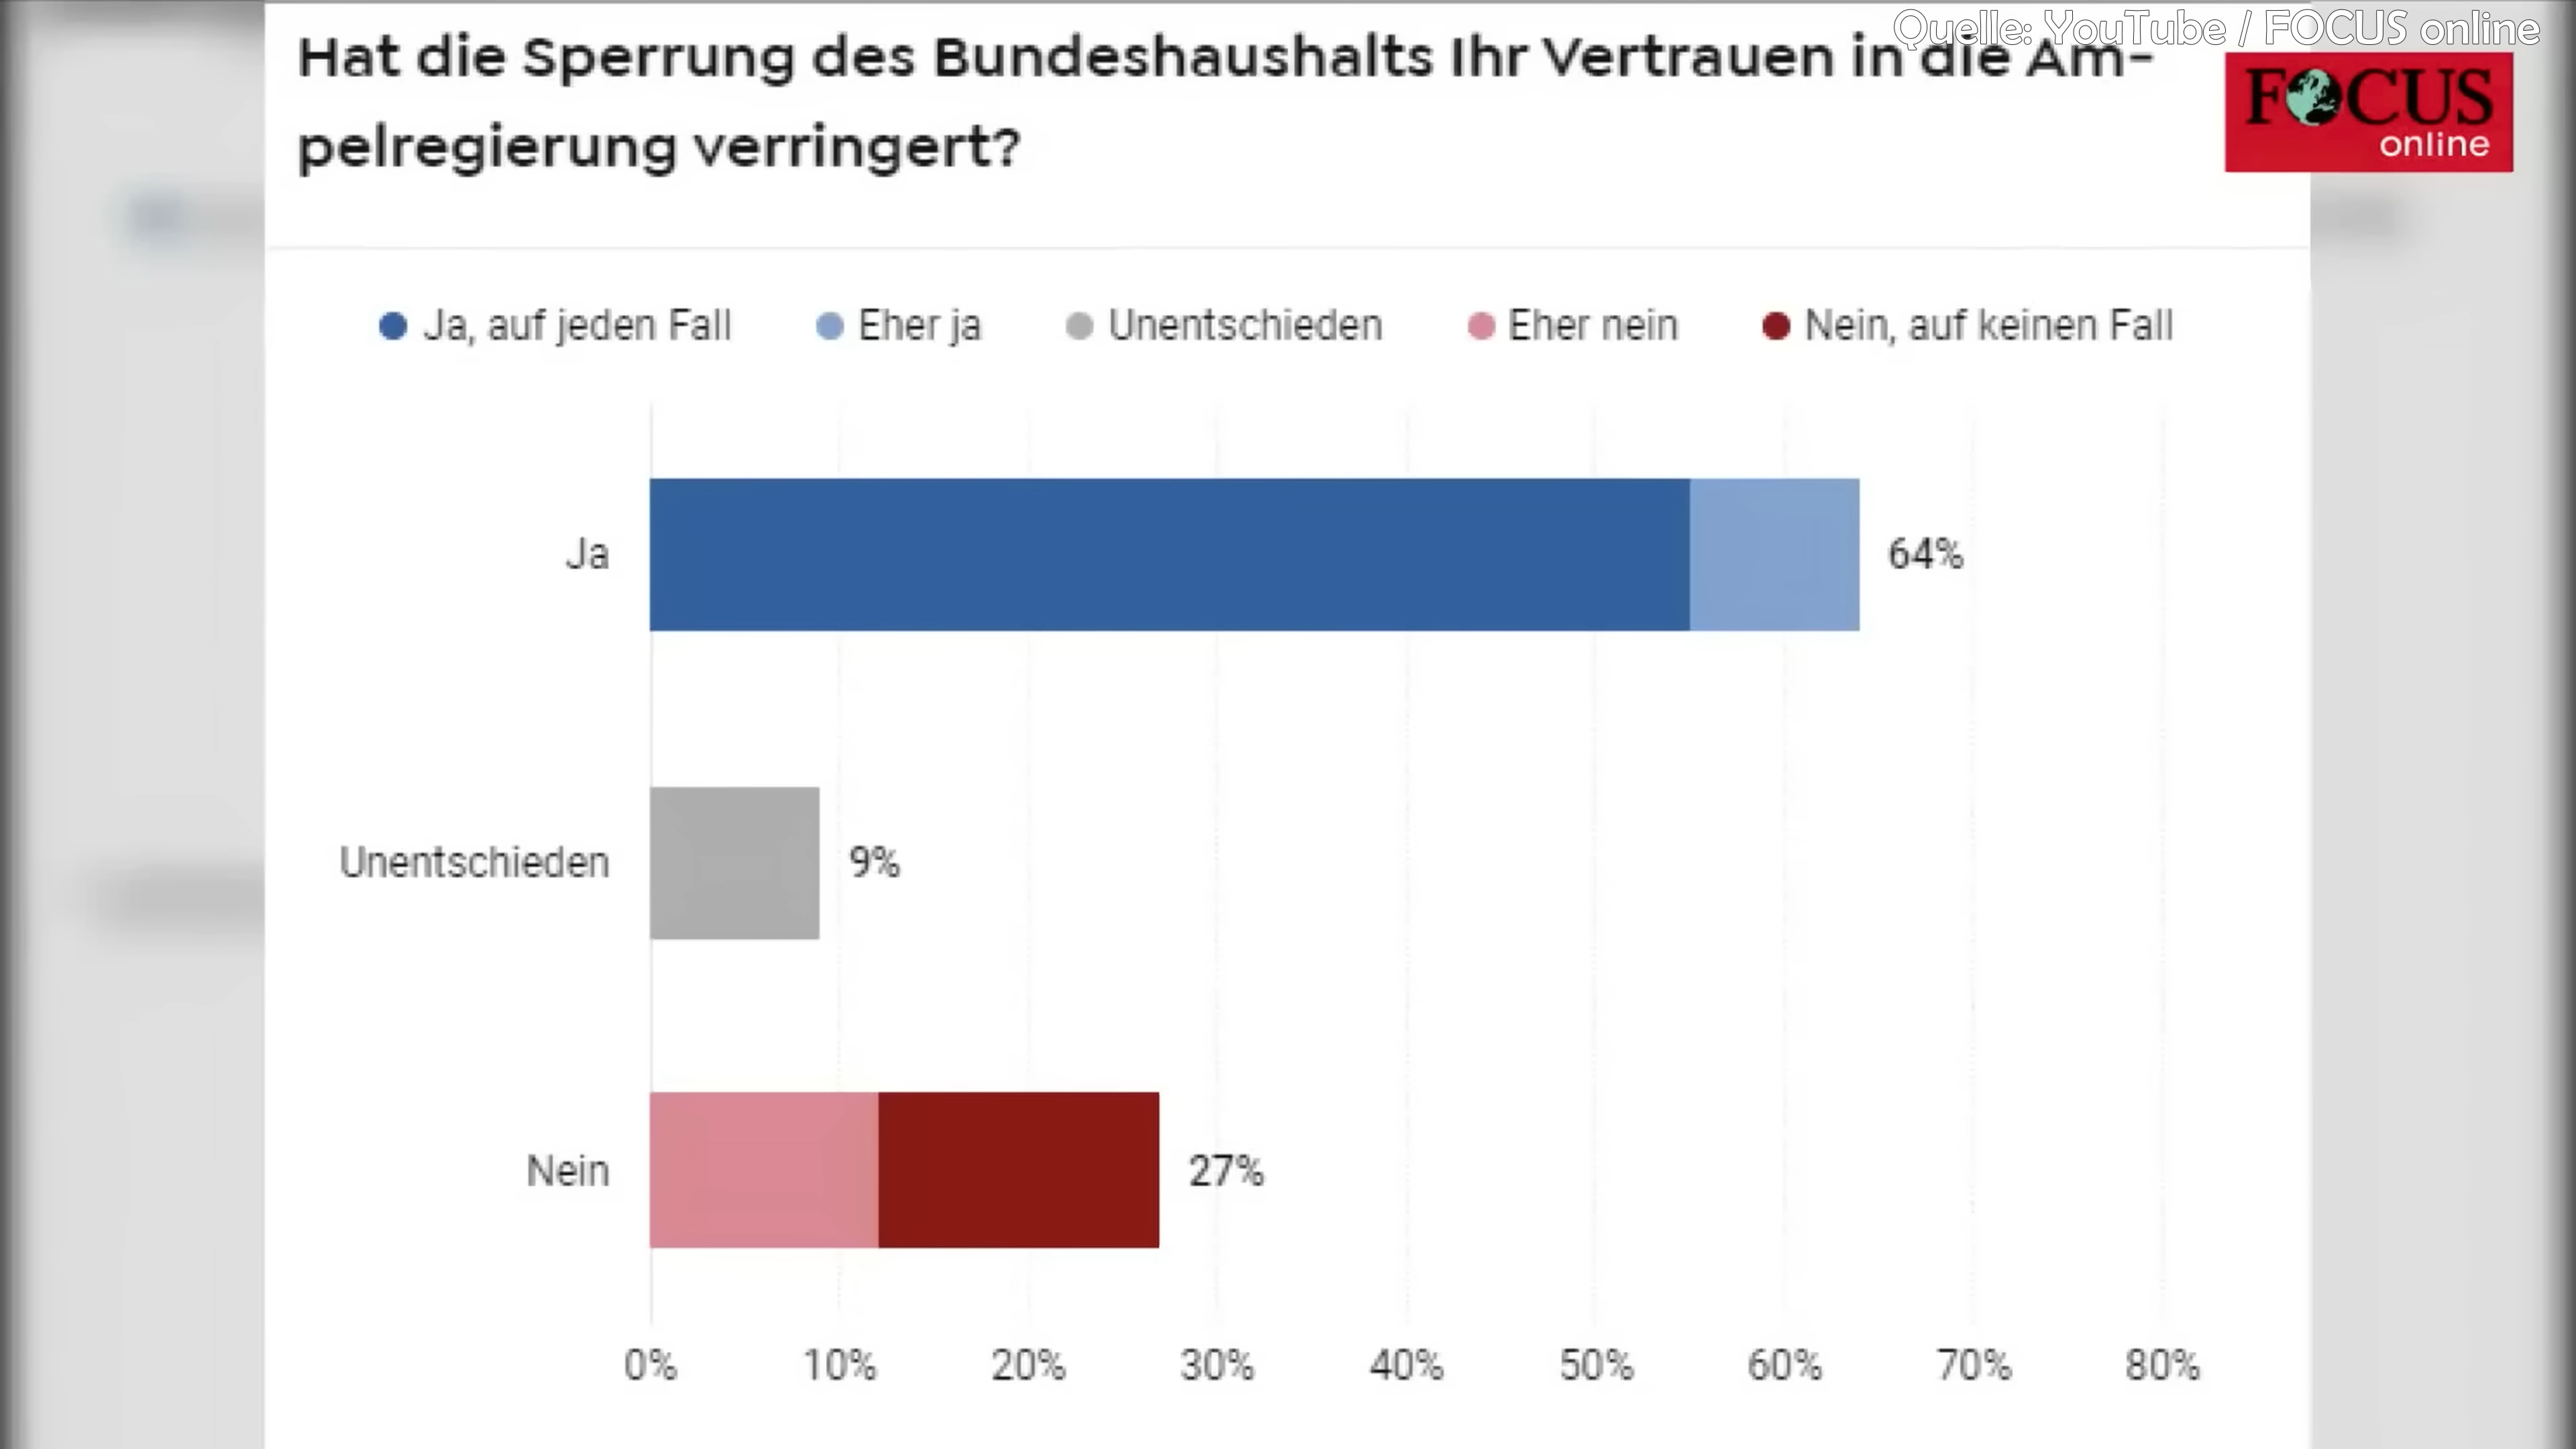 Quelle: YouTube / FOCUS online
Hat die Sperrung des Bundeshaushalts Ihr Vertrauen in die Am-
pelregierung verringert?
FOCUS
online
Ja, auf jeden Fall
Eher ja
Unentschieden
Eher nein
Nein, auf keinen Fall
Ja
64%
Unentschieden
9%
Nein
27%
0% 10% 20% 30% 40% 50% 60% 70% 80%